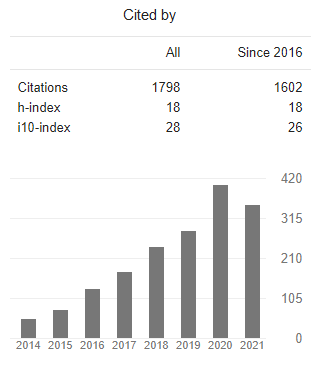 Cited by
All Since 2016
Citations 1798 1602
h-index 18 18
i10-index 28 26
420
315
210
105
0
2014 2015 2016 2017 2018 2019 2020 2021